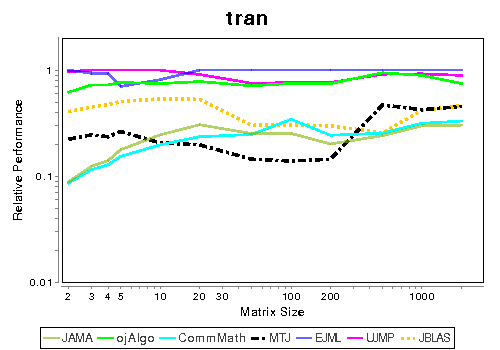 tran
Relative Performance
1
0.1
0.01
2 3 4 5 10 20 30 100 200 1000
Matrix Size
JAMA ojAlgo CommMath MTJ EJML UJMP JBLAS